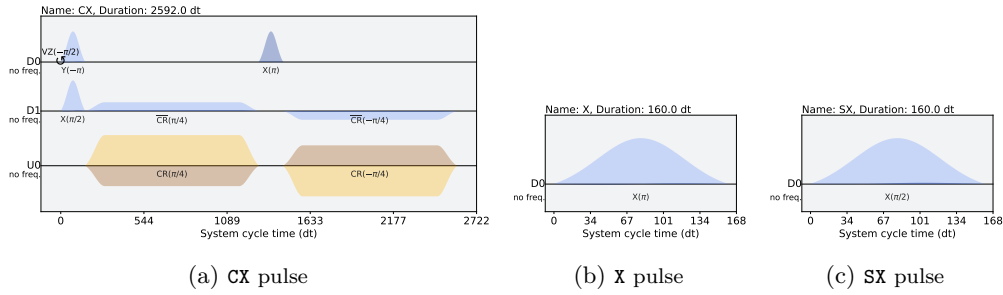 Name: CX, Duration: 2592.0 dt
VZ(−π/2)
D0
no freq.
Y(−π)
X(π)
D1
no freq.
X(π/2)
CR(π/4)
CR(−π/4)
U0
no freq.
CR(π/4)
CR(−π/4)
0 544 1089 1633 2177 2722
System cycle time (dt)
(a) CX pulse
Name: X, Duration: 160.0 dt
D0
no freq.
X(π)
0 34 67 101 134 168
System cycle time (dt)
(b) X pulse
Name: SX, Duration: 160.0 dt
D0
no freq.
X(π/2)
0 34 67 101 134 168
System cycle time (dt)
(c) SX pulse